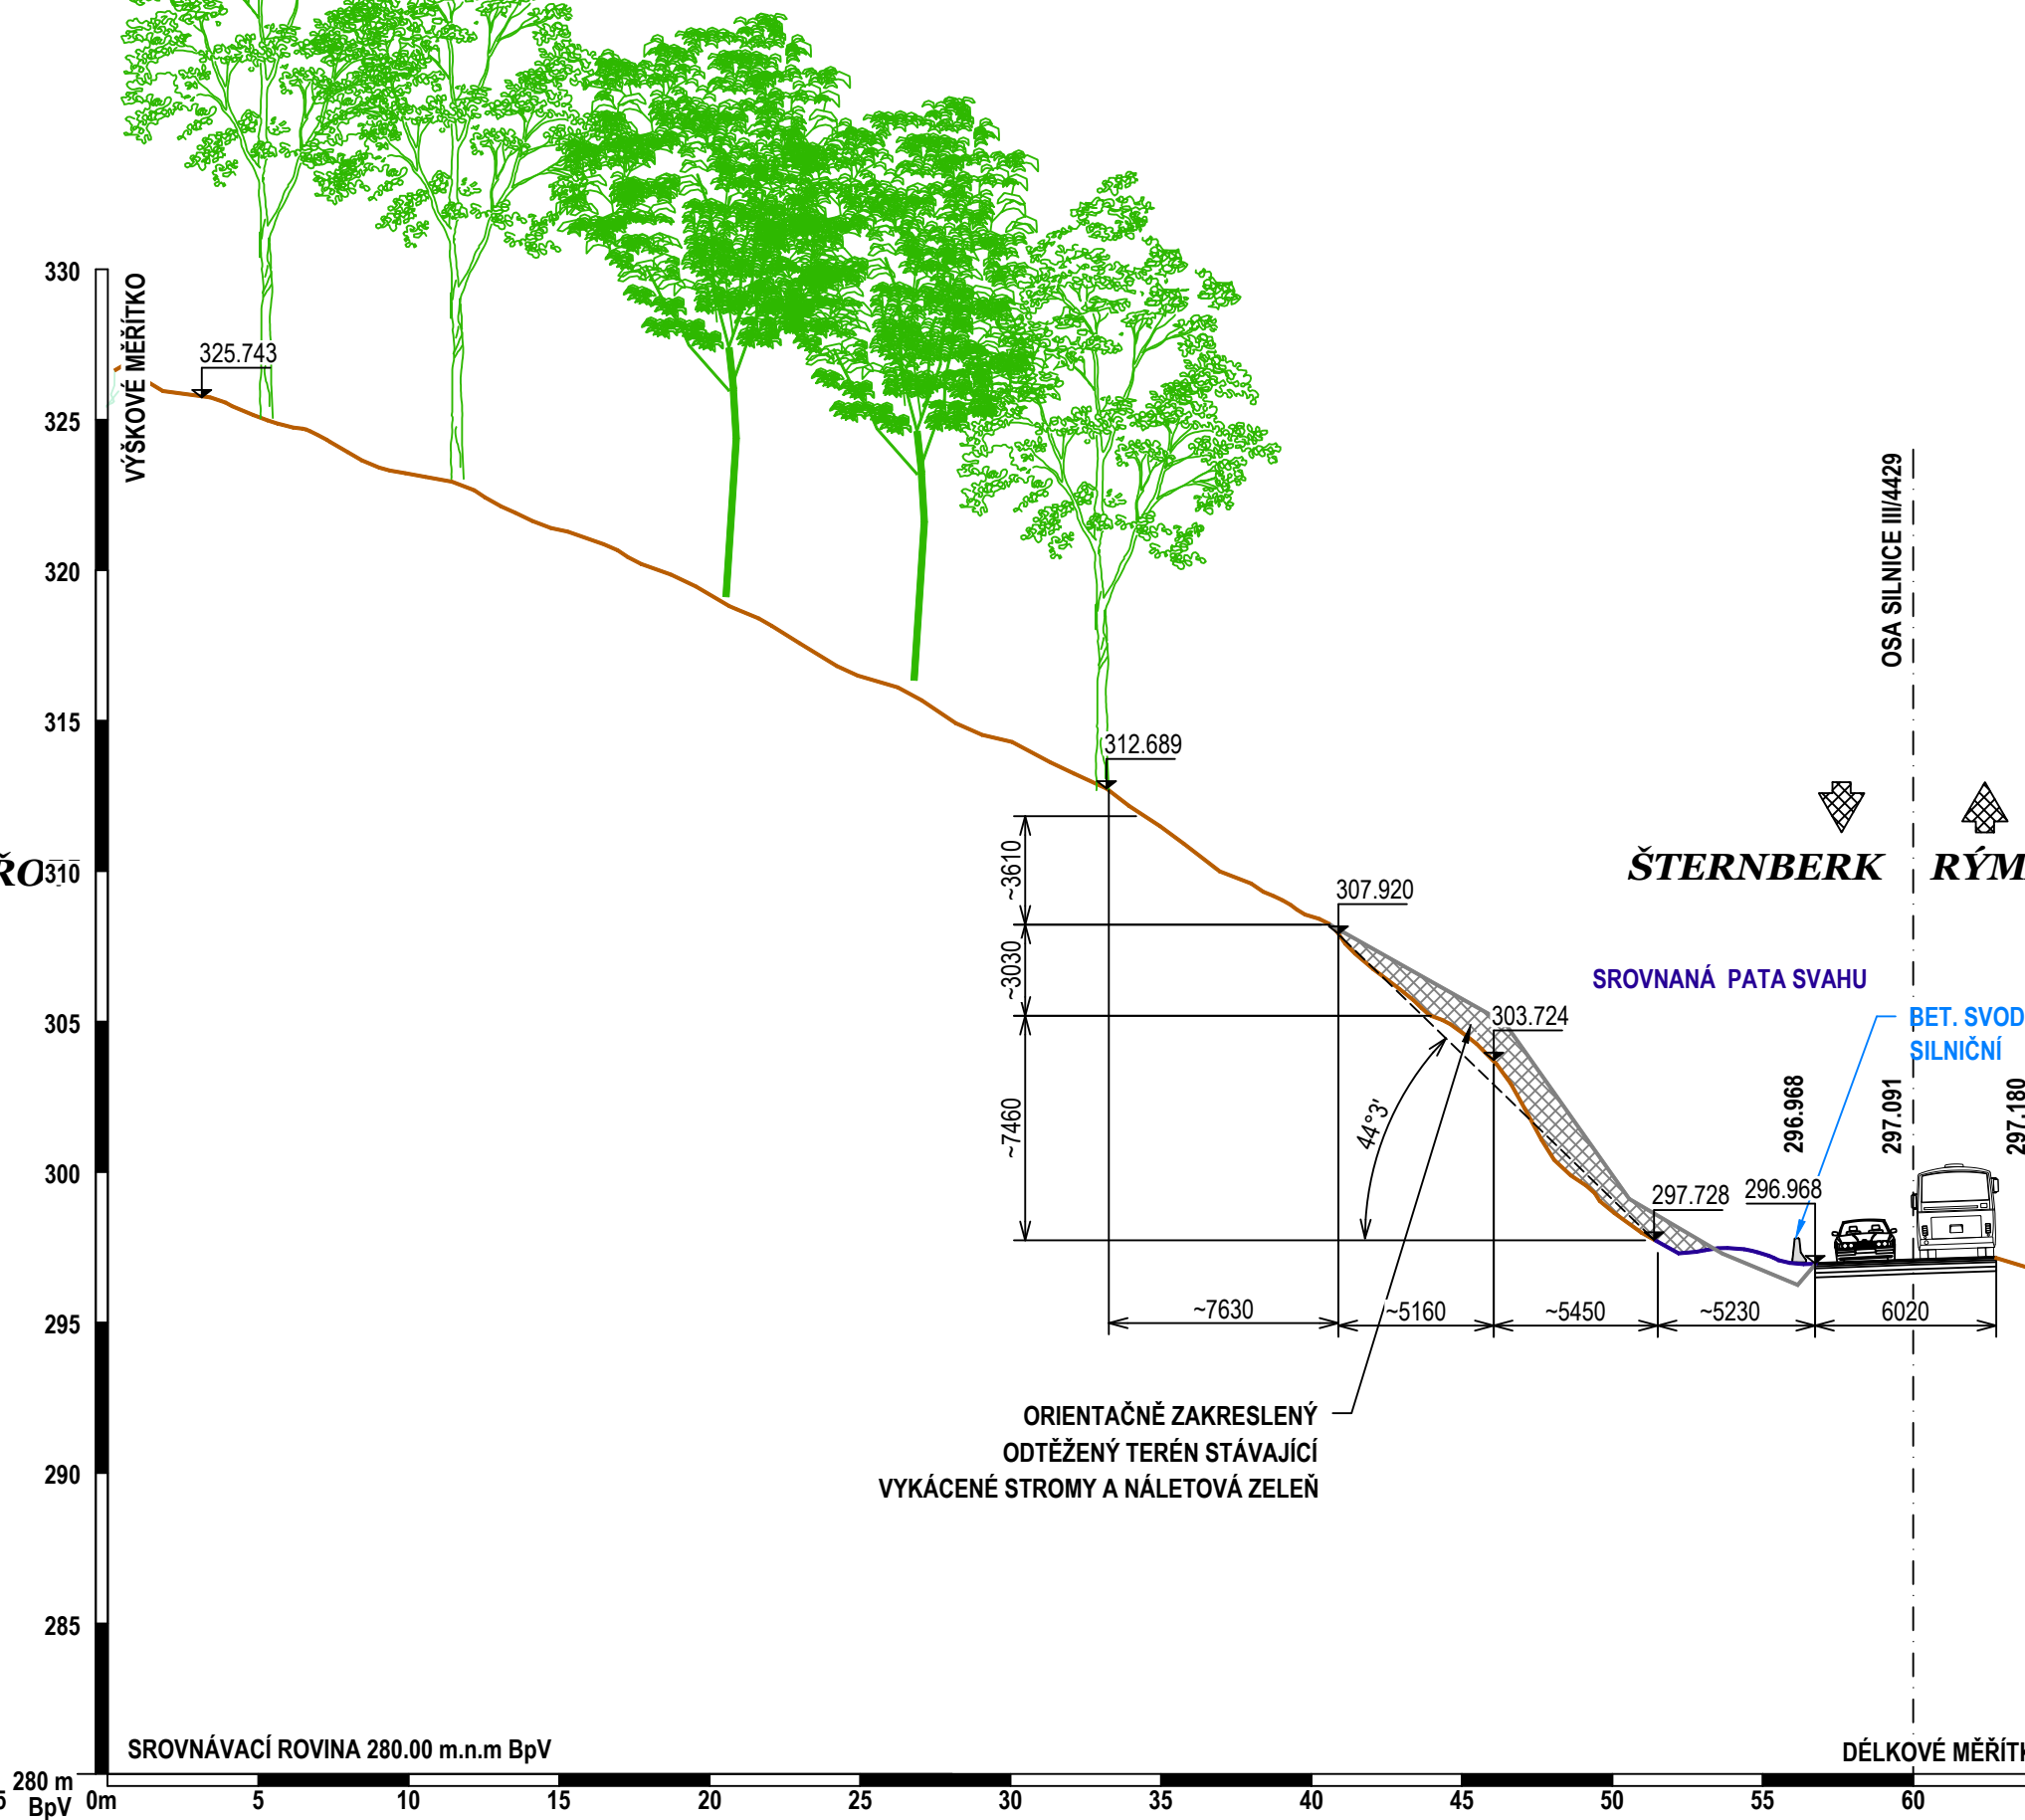 330
VÝŠKOVÉ MĚŘÍTKO
325.743
325
320
315
312.689
OSA SILNICE III/4429
310
~3610
307.920
ŠTERNBERK
RÝM
~3030
SROVNANÁ PATA SVAHU
305
303.724
BET. SVOD
SILNIČNÍ
~7460
44°3'
296.968
297.091
297.180
300
297.728
296.968
295
~7630
~5160
~5450
~5230
6020
ORIENTAČNĚ ZAKRESLENÝ
ODTĚŽENÝ TERÉN STÁVAJÍCÍ
VYKÁCENÉ STROMY A NÁLETOVÁ ZELEŇ
290
285
SROVNÁVACÍ ROVINA 280.00 m.n.m BpV
DÉLKOVÉ MĚŘÍTK
280 m
BpV
0m 5 10 15 20 25 30 35 40 45 50 55 60